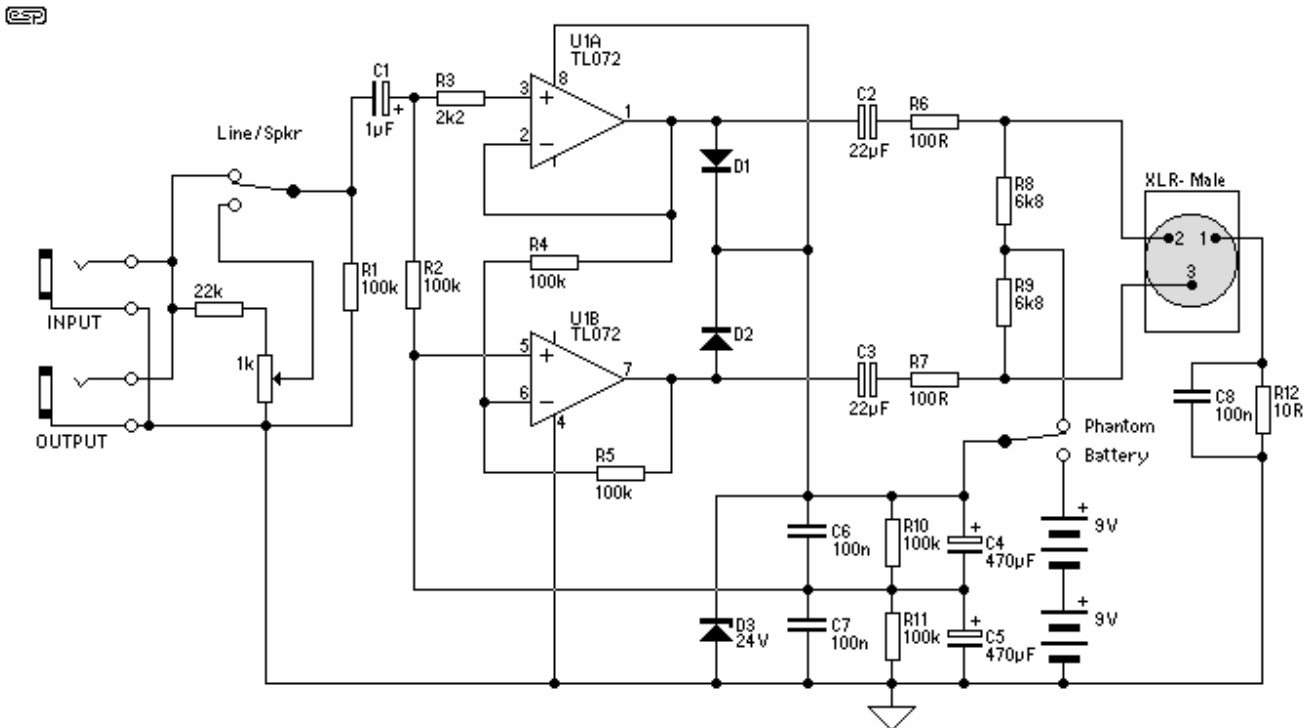 ESP
U1A
TL072
C1
1µF
R3
2k2
3
2
8
1
C2
22µF
R6
100R
Line/Spkr
D1
R8
6k8
XLR-Male
2
1
3
R4
100k
R1
100k
R2
100k
R9
6k8
INPUT
22k
1k
U1B
TL072
5
6
7
4
D2
C3
22µF
R7
100R
C8
100n
R12
10R
OUTPUT
R5
100k
Phantom
Battery
C6
100n
R10
100k
C4
470µF
9V
D3
24V
C7
100n
R11
100k
C5
470µF
9V